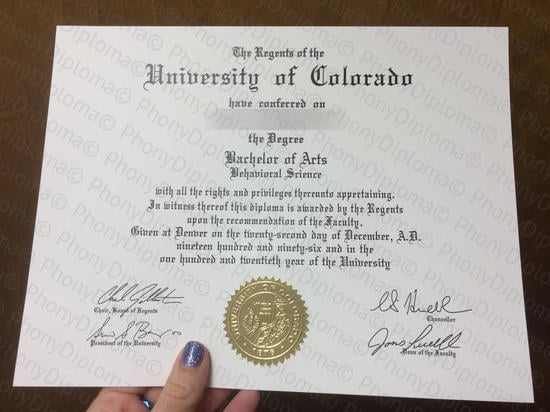 The Regents of the
University of Colorado
have conferred on
the Degree
Bachelor of Arts
Behavioral Science
with all the rights and privileges thereunto appertaining.
In witness thereof this diploma is awarded by the Regents
upon the recommendation of the Faculty.
Given at Denver on the twenty-second day of December, A.D.
nineteen hundred and ninety-six and in the
one hundred and twentieth year of the University
Chair, Board of Regents
Chancellor
President of the University
Dean of the Faculty
1876
PhonyDiploma©